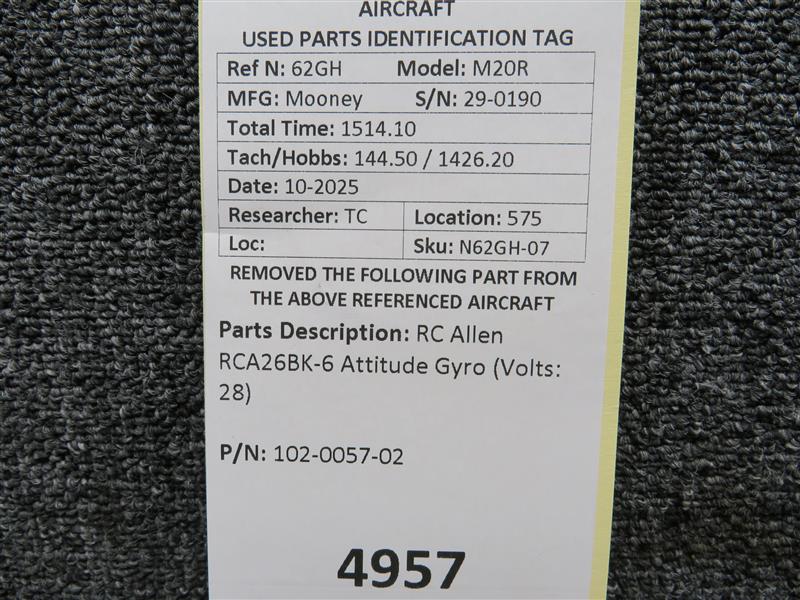 AIRCRAFT
USED PARTS IDENTIFICATION TAG
Ref N: 62GH Model: M20R
MFG: Mooney S/N: 29-0190
Total Time: 1514.10
Tach/Hobbs: 144.50 / 1426.20
Date: 10-2025
Researcher: TC Location: 575
Loc: Sku: N62GH-07
REMOVED THE FOLLOWING PART FROM
THE ABOVE REFERENCED AIRCRAFT
Parts Description: RC Allen
RCA26BK-6 Attitude Gyro (Volts:
28)
P/N: 102-0057-02
4957